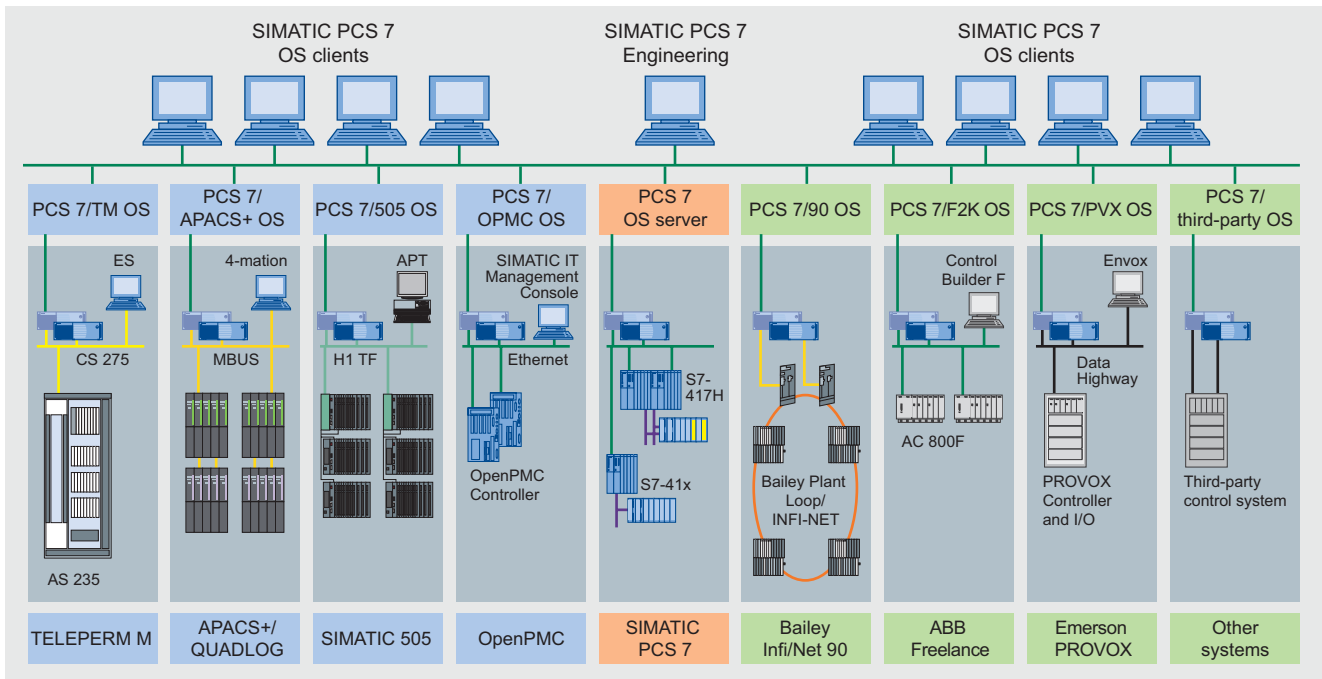 SIMATIC PCS 7
OS clients
SIMATIC PCS 7
Engineering
SIMATIC PCS 7
OS clients
PCS 7/TM OS
PCS 7/
APACS+ OS
PCS 7/505 OS
PCS 7/
OPMC OS
PCS 7
OS server
PCS 7/90 OS
PCS 7/F2K OS
PCS 7/PVX OS
PCS 7/
third-party OS
ES
CS 275
AS 235
4-mation
MBUS
APT
H1 TF
SIMATIC IT
Management
Console
Ethernet
OpenPMC
Controller
S7-
417H
S7-41x
Bailey Plant
Loop/
INFI-NET
Control
Builder F
AC 800F
Envox
Data
Highway
PROVOX
Controller
and I/O
Third-party
control system
TELEPERM M
APACS+/
QUADLOG
SIMATIC 505
OpenPMC
SIMATIC
PCS 7
Bailey
Infi/Net 90
ABB
Freelance
Emerson
PROVOX
Other
systems